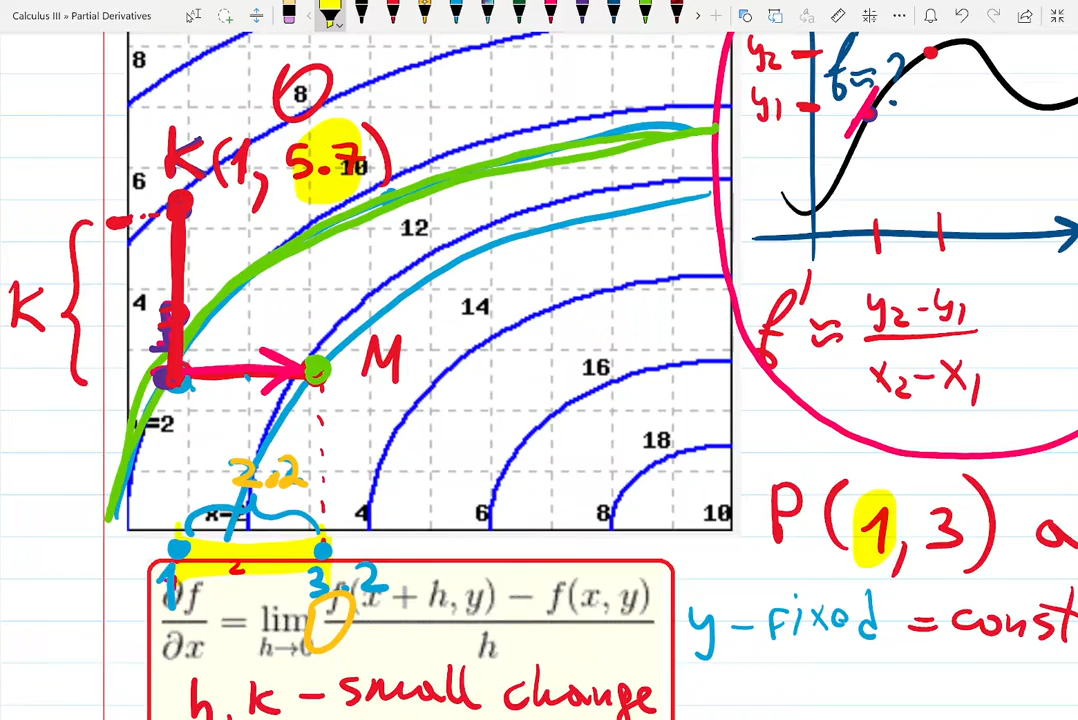 Calculus III » Partial Derivatives
8
8
y2
f ≈ ?
y1
K(1, 5.7)
10
6
12
K
4
14
M
f' ≈ y2 - y1 / x2 - x1
16
y=2
18
2.2
x=2 4 6 8 10
P(1, 3) a
1 2 3.2
∂f/∂x = lim h→0 f(x + h, y) − f(x, y) / h
y - fixed = const
h, k - small change